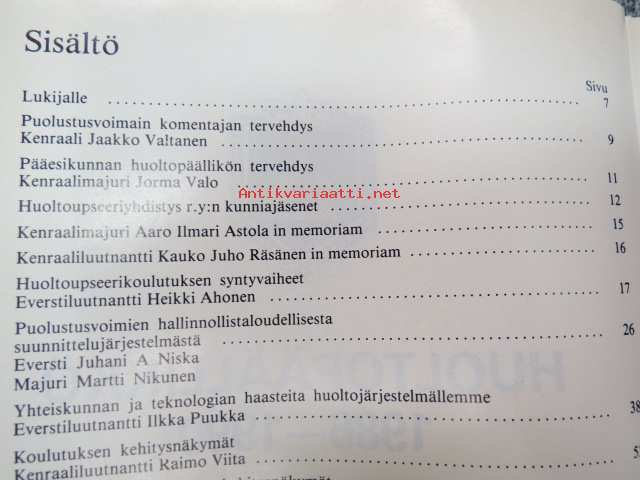 Sisältö
Sivu
Lukijalle 7
Puolustusvoimain komentajan tervehdys
Kenraali Jaakko Valtanen 9
Pääesikunnan huoltopäällikön tervehdys
Kenraalimajuri Jorma Valo 11
Antikvariaatti.net
Huoltoupseeriyhdistys r.y:n kunniajäsenet 12
Kenraalimajuri Aaro Ilmari Astola in memoriam 15
Kenraaliluutnantti Kauko Juho Räsänen in memoriam 16
Huoltoupseerikoulutuksen syntyvaiheet
Everstiluutnantti Heikki Ahonen 17
Puolustusvoimien hallinnollistaloudellisesta
suunnittelujärjestelmästä 26
Eversti Juhani A Niska
Majuri Martti Nikunen
Yhteiskunnan ja teknologian haasteita huoltojärjestelmällemme
Everstiluutnantti Ilkka Puukka 38
Koulutuksen kehitysnäkymät
Kenraaliluutnantti Raimo Viita